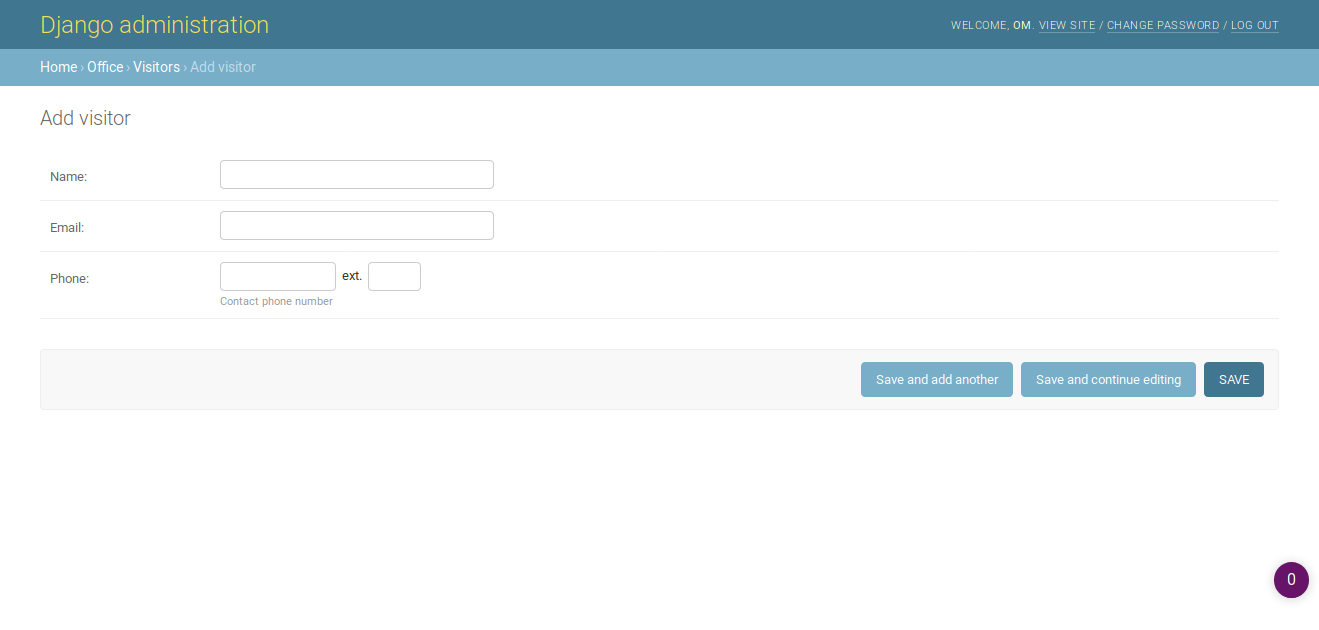 Django administration
WELCOME, OM. VIEW SITE / CHANGE PASSWORD / LOG OUT
Home › Office › Visitors › Add visitor
Add visitor
Name:
Email:
Phone:
ext.
Contact phone number
Save and add another
Save and continue editing
SAVE
0